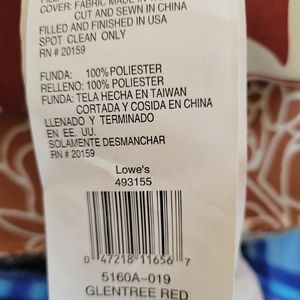 COVER: FABRIC MADE IN
CUT AND SEWN IN CHINA
FILLED AND FINISHED IN USA
SPOT CLEAN ONLY
RN # 20159
FUNDA: 100% POLIESTER
RELLENO: 100% POLIESTER
FUNDA: TELA HECHA EN TAIWAN
CORTADA Y COSIDA EN CHINA
LLENADO Y TERMINADO
EN EE. UU.
SOLAMENTE DESMANCHAR
RN # 20159
Lowe's
493155
0 47218 11656 7
5160A-019
GLENTREE RED